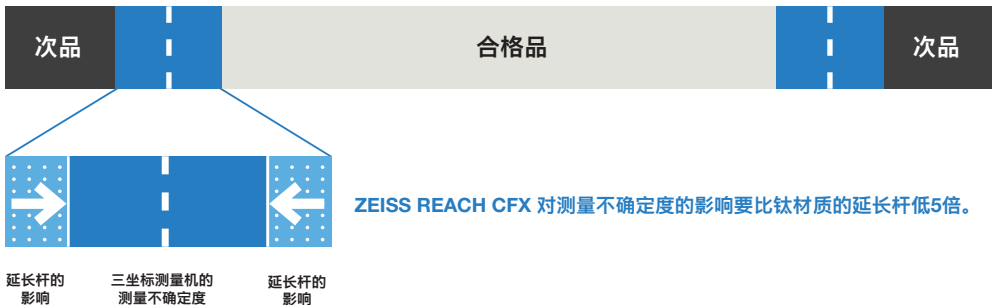 次品
合格品
次品
ZEISS REACH CFX 对测量不确定度的影响要比钛材质的延长杆低5倍。
延长杆的
影响
三坐标测量机的
测量不确定度
延长杆的
影响